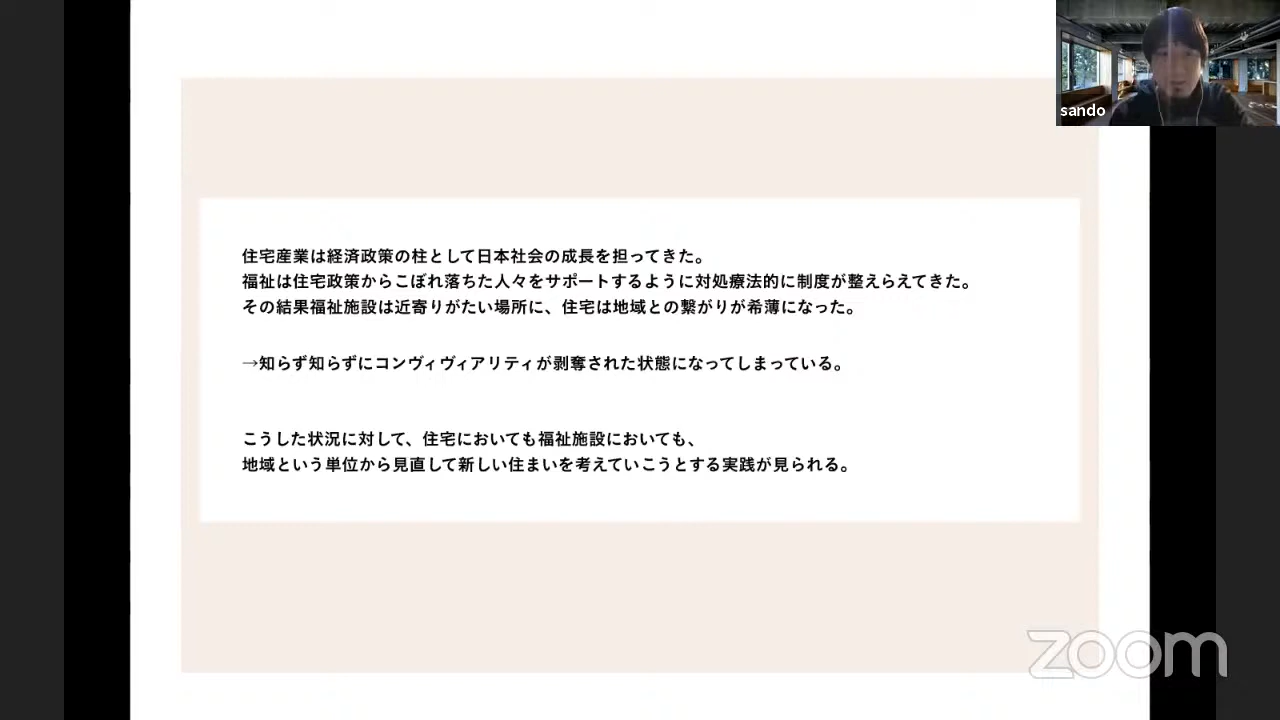 住宅産業は経済政策の柱として日本社会の成長を担ってきた。
福祉は住宅政策からこぼれ落ちた人々をサポートするように対処療法的に制度が整えらえてきた。
その結果福祉施設は近寄りがたい場所に、住宅は地域との繋がりが希薄になった。
→知らず知らずにコンヴィヴィアリティが剥奪された状態になってしまっている。
こうした状況に対して、住宅においても福祉施設においても、
地域という単位から見直して新しい住まいを考えていこうとする実践が見られる。
sando
zoom